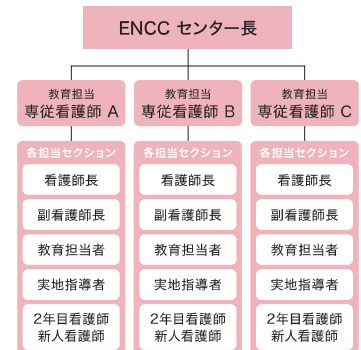 ENCC センター長
教育担当
専従看護師 A
各担当セクション
看護師長
副看護師長
教育担当者
実地指導者
2年目看護師
新人看護師
教育担当
専従看護師 B
各担当セクション
看護師長
副看護師長
教育担当者
実地指導者
2年目看護師
新人看護師
教育担当
専従看護師 C
各担当セクション
看護師長
副看護師長
教育担当者
実地指導者
2年目看護師
新人看護師